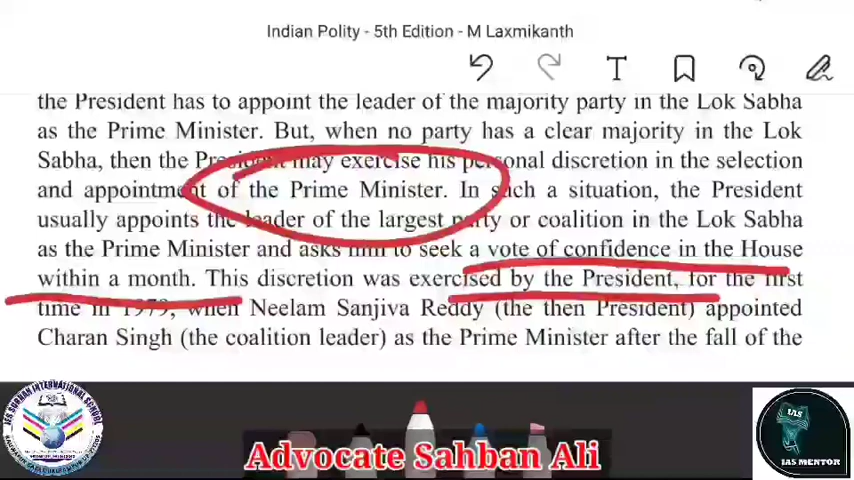 Indian Polity - 5th Edition - M Laxmikanth
T
the President has to appoint the leader of the majority party in the Lok Sabha
as the Prime Minister. But, when no party has a clear majority in the Lok
Sabha, then the President may exercise his personal discretion in the selection
and appointment of the Prime Minister. In such a situation, the President
usually appoints the leader of the largest party or coalition in the Lok Sabha
as the Prime Minister and asks him to seek a vote of confidence in the House
within a month. This discretion was exercised by the President, for the first
time in 1979, when Neelam Sanjiva Reddy (the then President) appointed
Charan Singh (the coalition leader) as the Prime Minister after the fall of the
Advocate Sahban Ali
IAS
IAS MENTOR